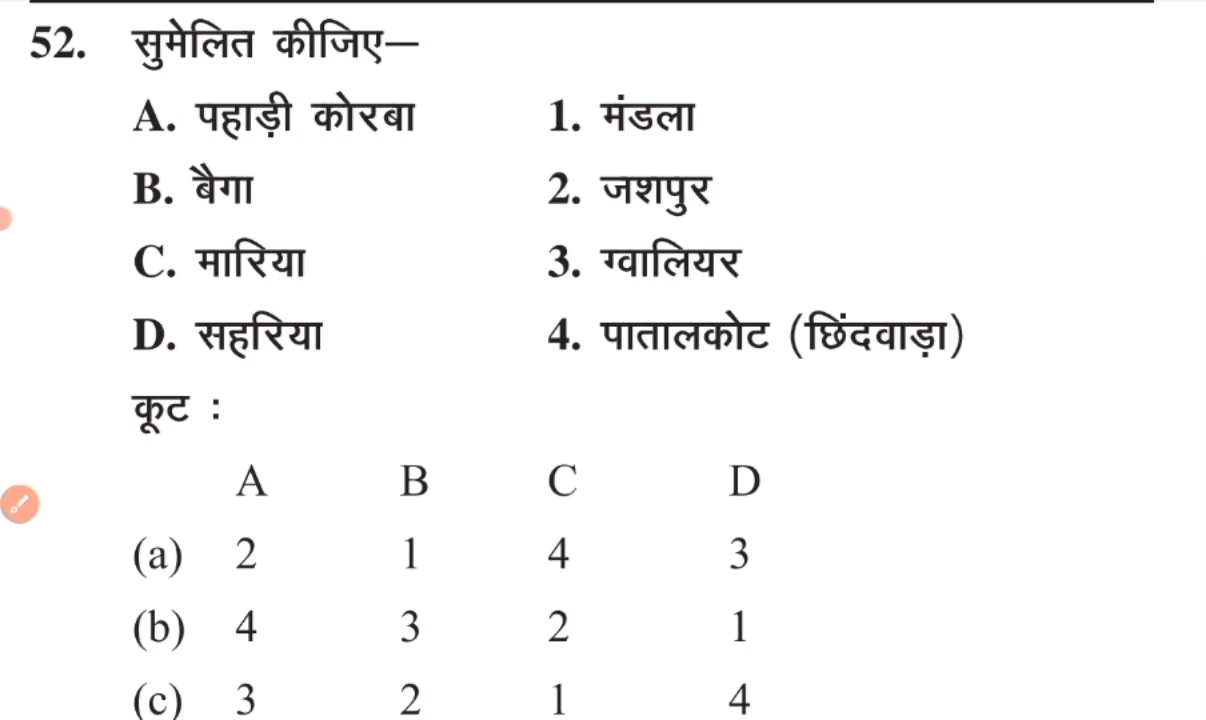 52. सुमेलित कीजिए—
A. पहाड़ी कोरबा 1. मंडला
B. बैगा 2. जशपुर
C. मारिया 3. ग्वालियर
D. सहरिया 4. पातालकोट (छिंदवाड़ा)
कूट :
A B C D
(a) 2 1 4 3
(b) 4 3 2 1
(c) 3 2 1 4